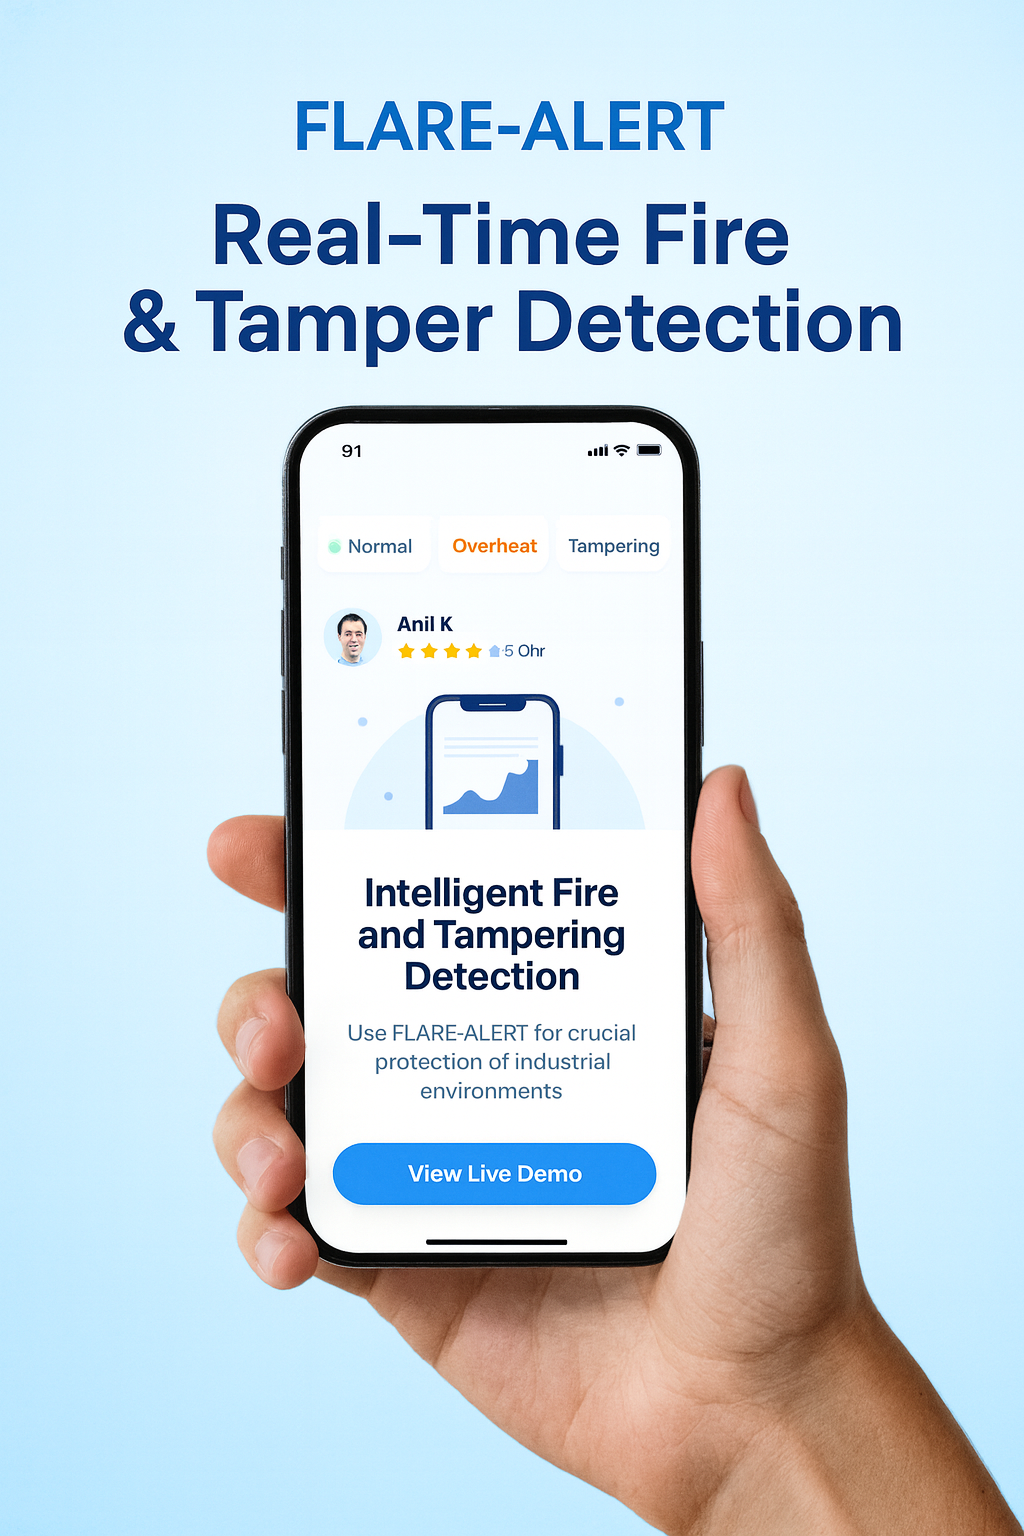 FLARE-ALERT
Real-Time Fire
& Tamper Detection
91
Normal Overheat Tampering
Anil K
5 Ohr
Intelligent Fire
and Tampering
Detection
Use FLARE-ALERT for crucial
protection of industrial
environments
View Live Demo